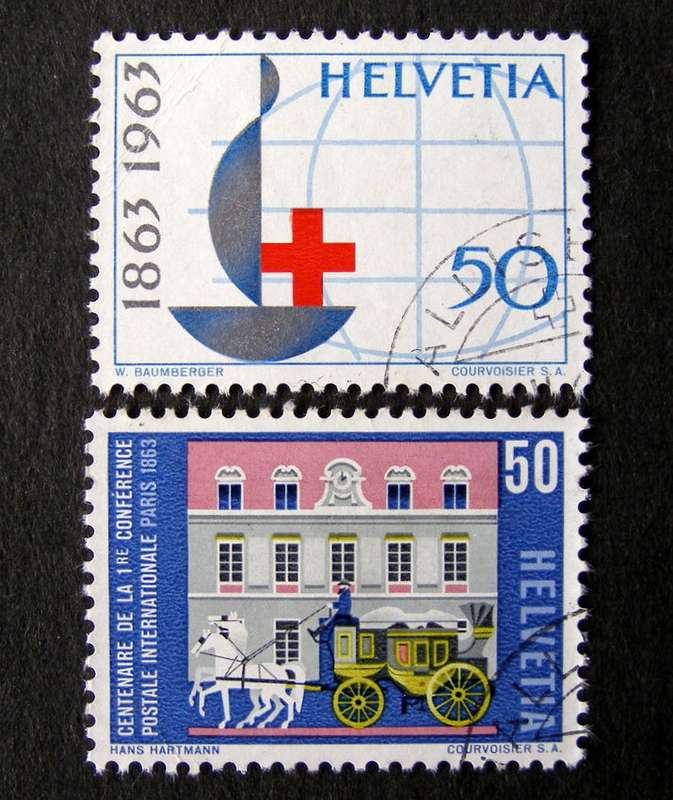 HELVETIA
1863 1963
50
W. BAUMBERGER
COURVOISIER S.A.
CENTENAIRE DE LA 1RE CONFÉRENCE
POSTALE INTERNATIONALE PARIS 1863
50
HELVETIA
HANS HARTMANN
COURVOISIER S.A.